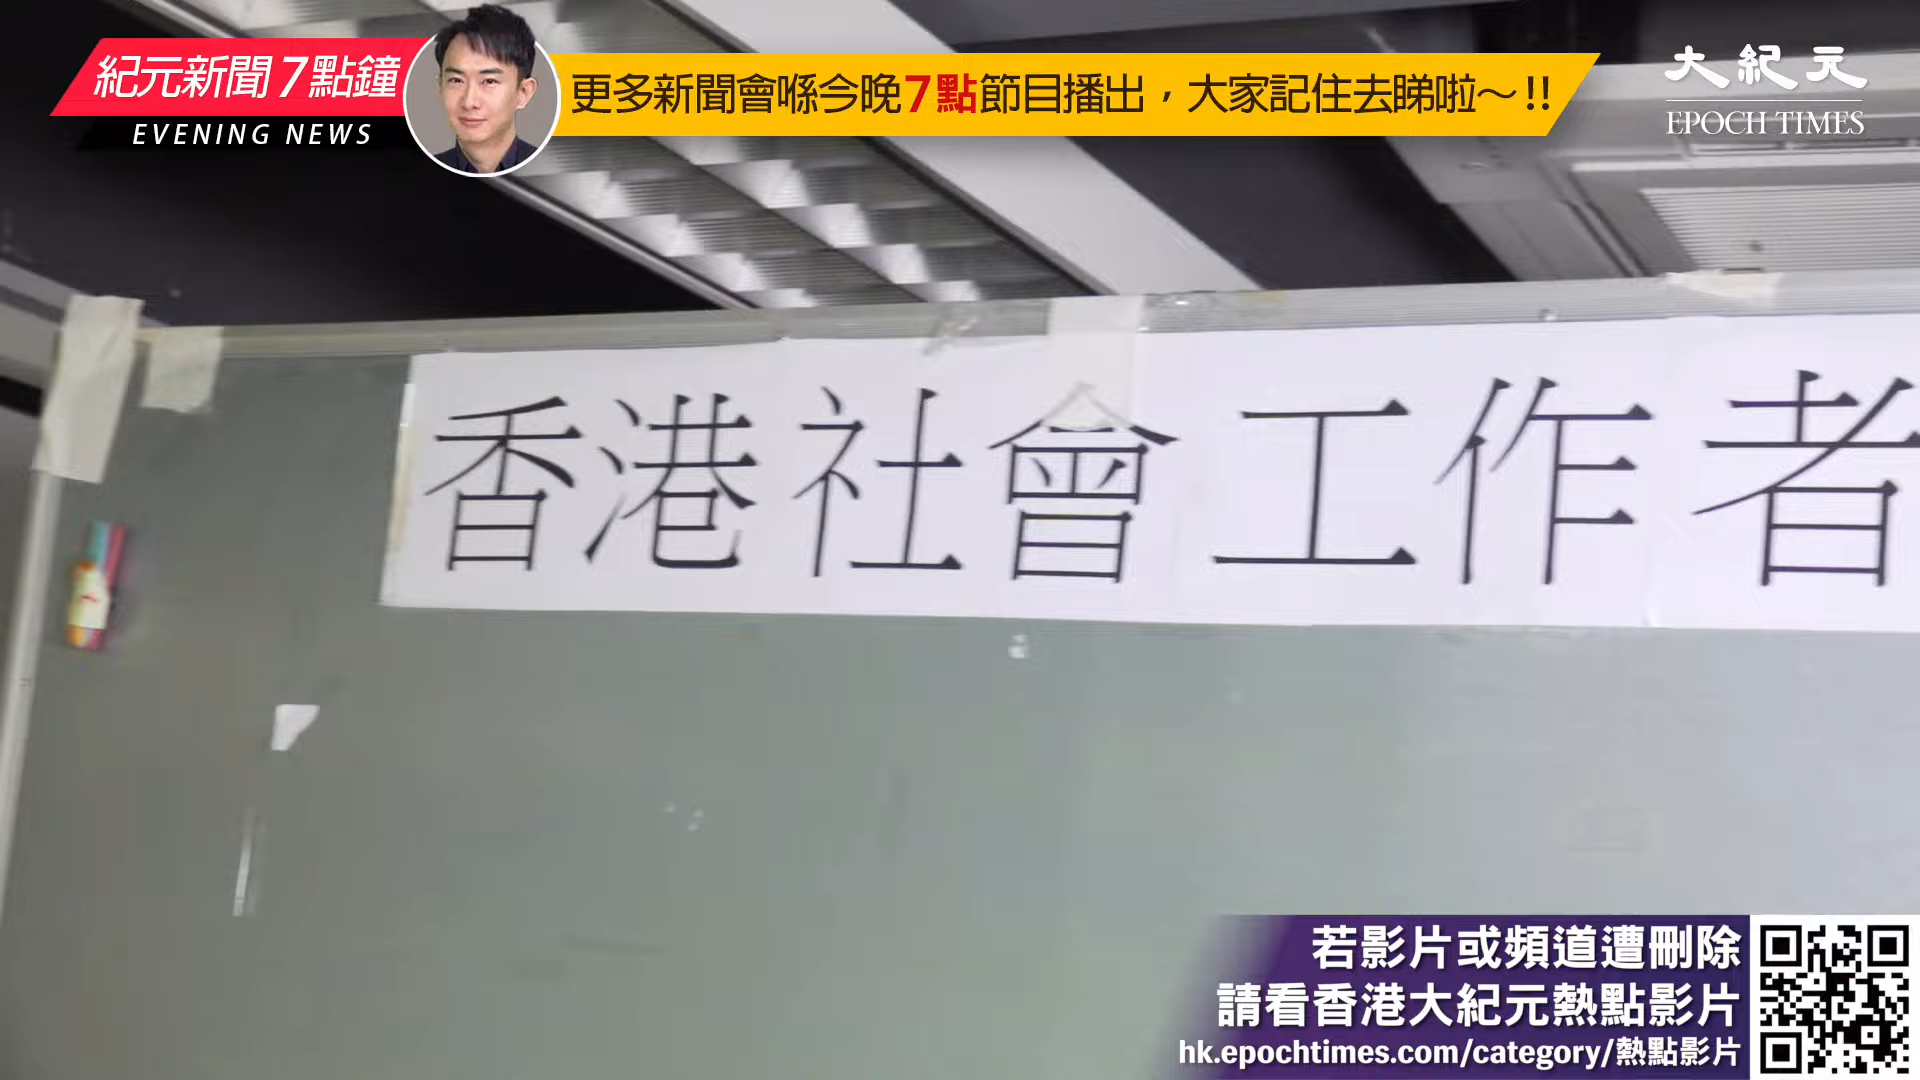 紀元新聞7點鐘
EVENING NEWS
更多新聞會喺今晚7點節目播出，大家記住去睇啦～!!
大紀元
EPOCH TIMES
香港社會工作者
若影片或頻道遭刪除
請看香港大紀元熱點影片
hk.epochtimes.com/category/熱點影片